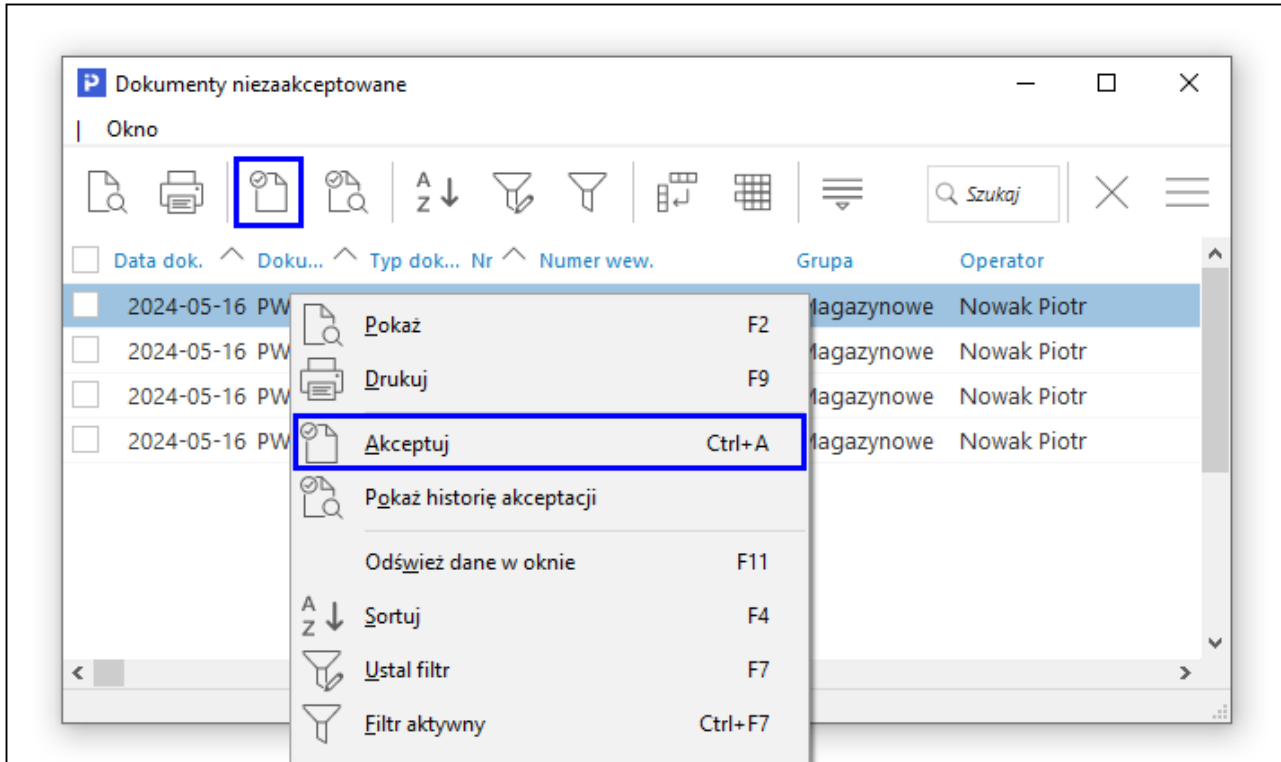 Dokumenty niezaakceptowane
Okno
A Z Szukaj
Data dok. Doku... Typ dok... Nr Numer wew. Grupa Operator
2024-05-16 PW Magazynowe Nowak Piotr
2024-05-16 PW Magazynowe Nowak Piotr
2024-05-16 PW Magazynowe Nowak Piotr
2024-05-16 PW Magazynowe Nowak Piotr
Pokaż F2
Drukuj F9
Akceptuj Ctrl+A
Pokaż historię akceptacji
Odśwież dane w oknie F11
A Z Sortuj F4
Ustal filtr F7
Filtr aktywny Ctrl+F7